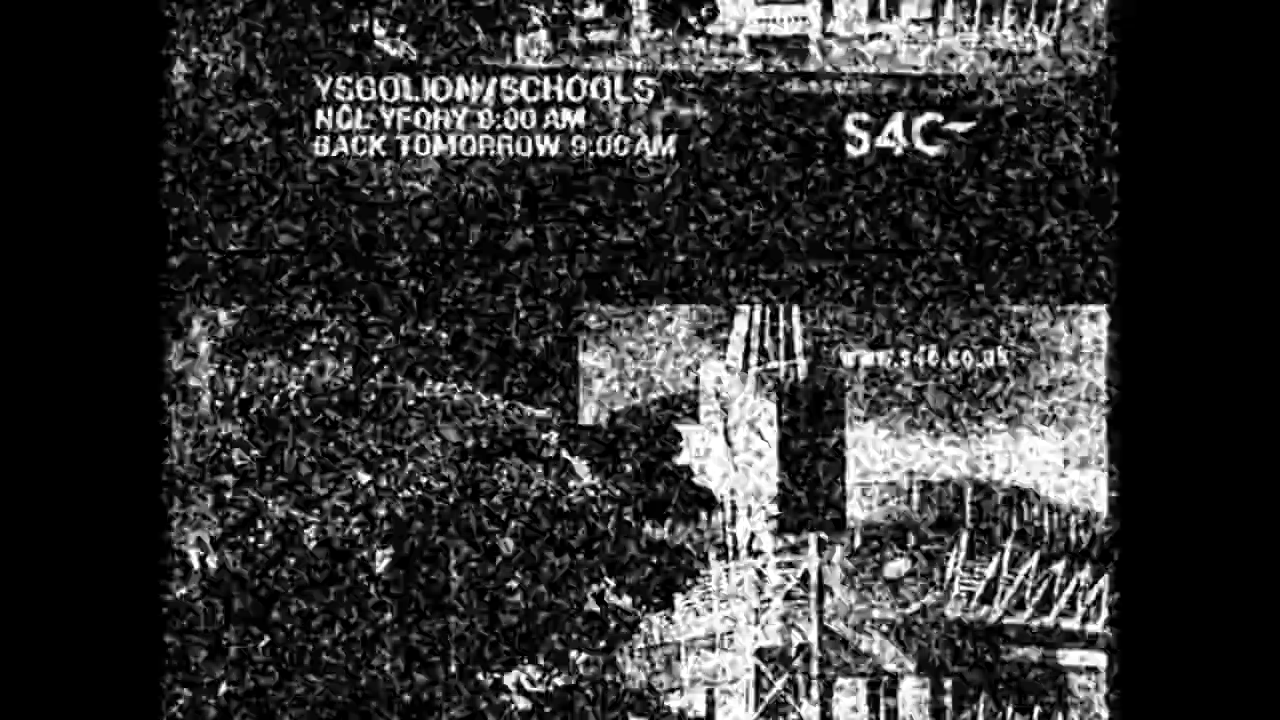 YSGOLION/SCHOOLS
NOL YFORY 9:00 AM
BACK TOMORROW 9:00 AM
S4C
www.s4c.co.uk